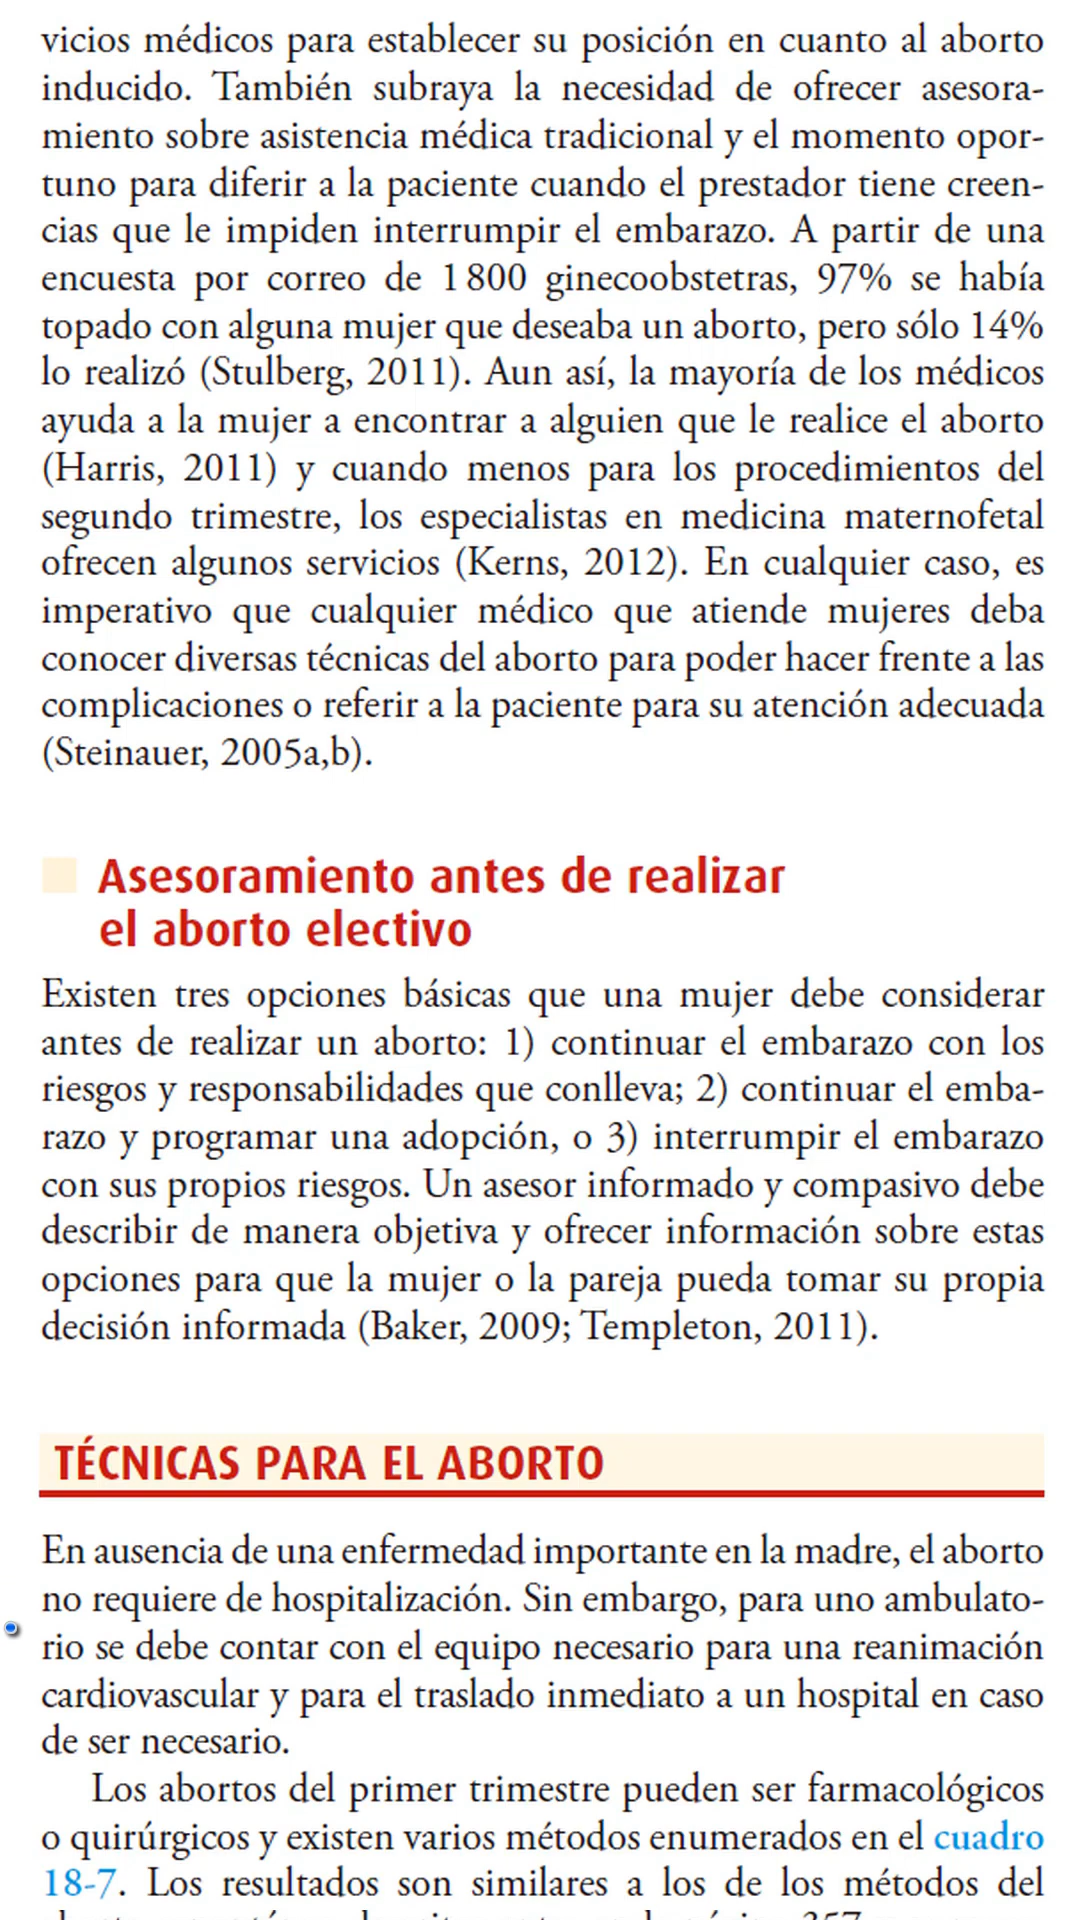 vicios médicos para establecer su posición en cuanto al aborto
inducido. También subraya la necesidad de ofrecer asesora-
miento sobre asistencia médica tradicional y el momento opor-
tuno para diferir a la paciente cuando el prestador tiene creen-
cias que le impiden interrumpir el embarazo. A partir de una
encuesta por correo de 1 800 ginecoobstetras, 97% se había
topado con alguna mujer que deseaba un aborto, pero sólo 14%
lo realizó (Stulberg, 2011). Aun así, la mayoría de los médicos
ayuda a la mujer a encontrar a alguien que le realice el aborto
(Harris, 2011) y cuando menos para los procedimientos del
segundo trimestre, los especialistas en medicina maternofetal
ofrecen algunos servicios (Kerns, 2012). En cualquier caso, es
imperativo que cualquier médico que atiende mujeres deba
conocer diversas técnicas del aborto para poder hacer frente a las
complicaciones o referir a la paciente para su atención adecuada
(Steinauer, 2005a,b).
Asesoramiento antes de realizar
el aborto electivo
Existen tres opciones básicas que una mujer debe considerar
antes de realizar un aborto: 1) continuar el embarazo con los
riesgos y responsabilidades que conlleva; 2) continuar el emba-
razo y programar una adopción, o 3) interrumpir el embarazo
con sus propios riesgos. Un asesor informado y compasivo debe
describir de manera objetiva y ofrecer información sobre estas
opciones para que la mujer o la pareja pueda tomar su propia
decisión informada (Baker, 2009; Templeton, 2011).
TÉCNICAS PARA EL ABORTO
En ausencia de una enfermedad importante en la madre, el aborto
no requiere de hospitalización. Sin embargo, para uno ambulato-
rio se debe contar con el equipo necesario para una reanimación
cardiovascular y para el traslado inmediato a un hospital en caso
de ser necesario.
Los abortos del primer trimestre pueden ser farmacológicos
o quirúrgicos y existen varios métodos enumerados en el cuadro
18-7. Los resultados son similares a los de los métodos del